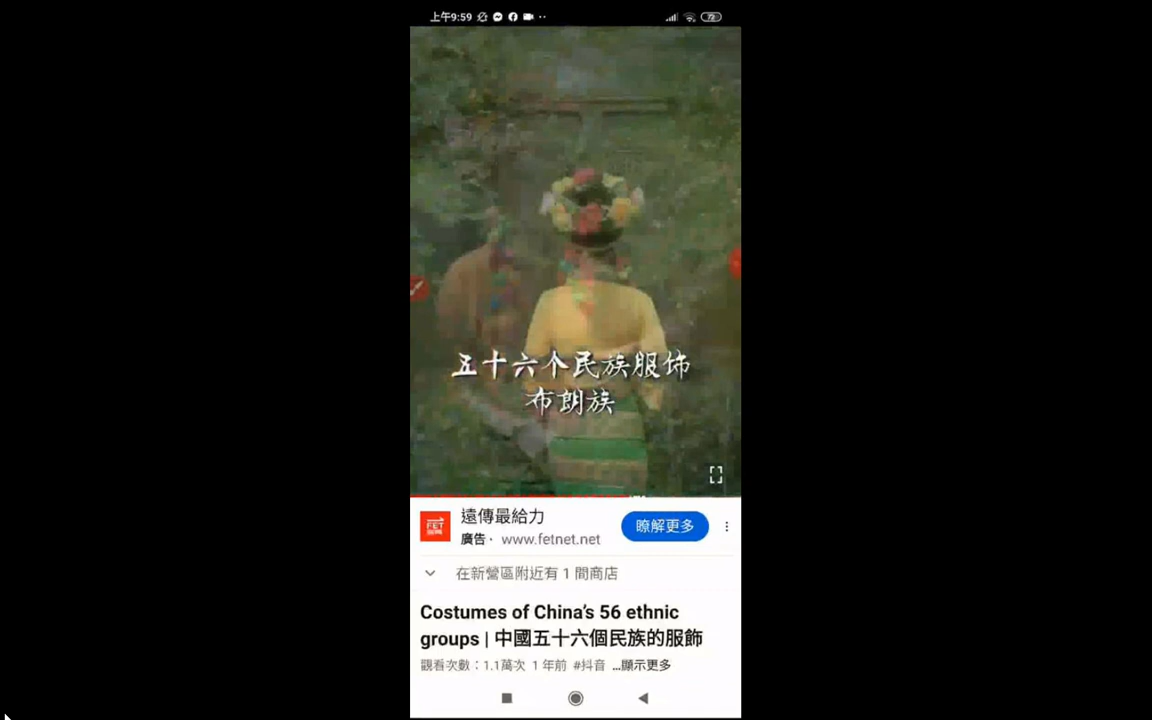 上午9:59
72
五十六个民族服饰
布朗族
FET
遠傳最給力
廣告· www.fetnet.net
瞭解更多
在新營區附近有 1 間商店
Costumes of China's 56 ethnic
groups | 中國五十六個民族的服飾
觀看次數：1.1萬次 1 年前 #抖音 ...顯示更多